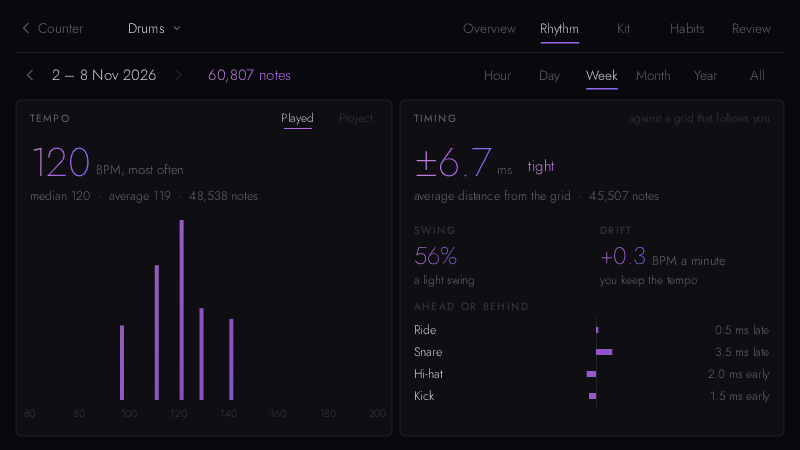 Counter Drums Overview Rhythm Kit Habits Review
2 – 8 Nov 2026 60,807 notes Hour Day Week Month Year All
TEMPO Played Project
120 BPM, most often
median 120 · average 119 · 48,538 notes
60 80 100 120 140 160 180 200
TIMING against a grid that follows you
±6.7 ms tight
average distance from the grid · 45,507 notes
SWING DRIFT
56% +0.3 BPM a minute
a light swing you keep the tempo
AHEAD OR BEHIND
Ride 0.5 ms late
Snare 3.5 ms late
Hi-hat 2.0 ms early
Kick 1.5 ms early